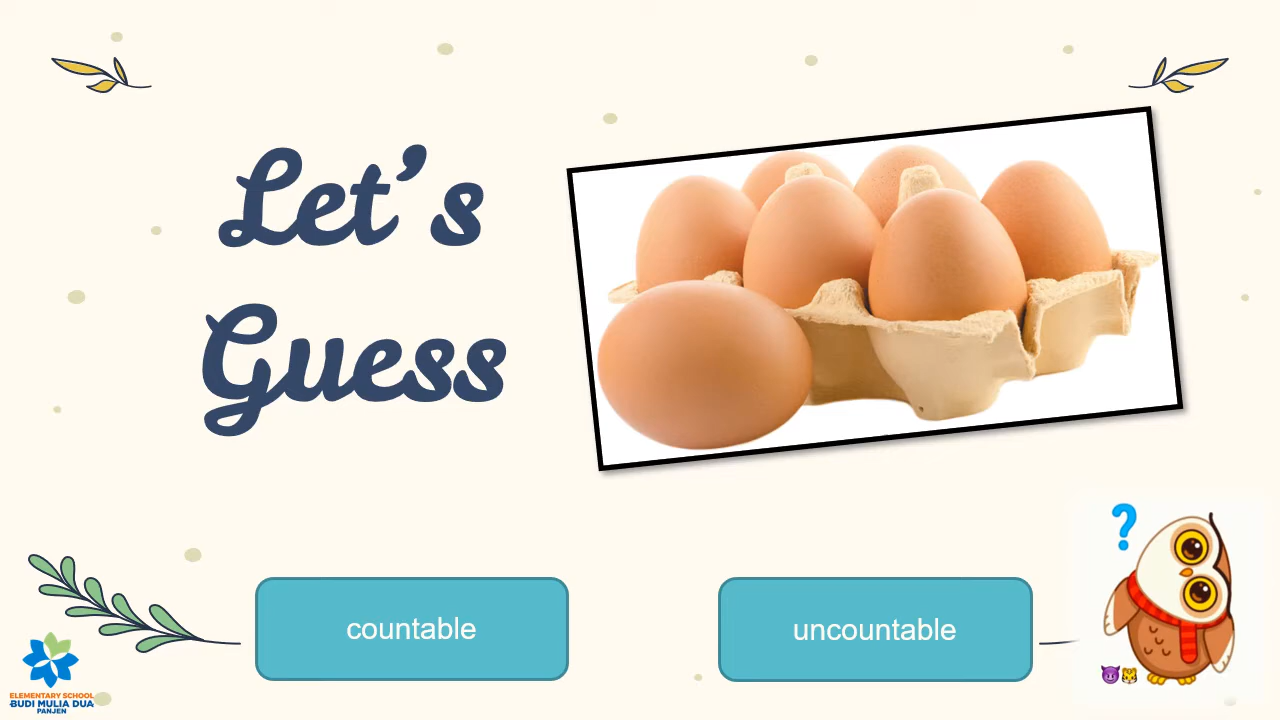 Let's
Guess
countable
uncountable
?
ELEMENTARY SCHOOL
BUDI MULIA DUA
PANJEN